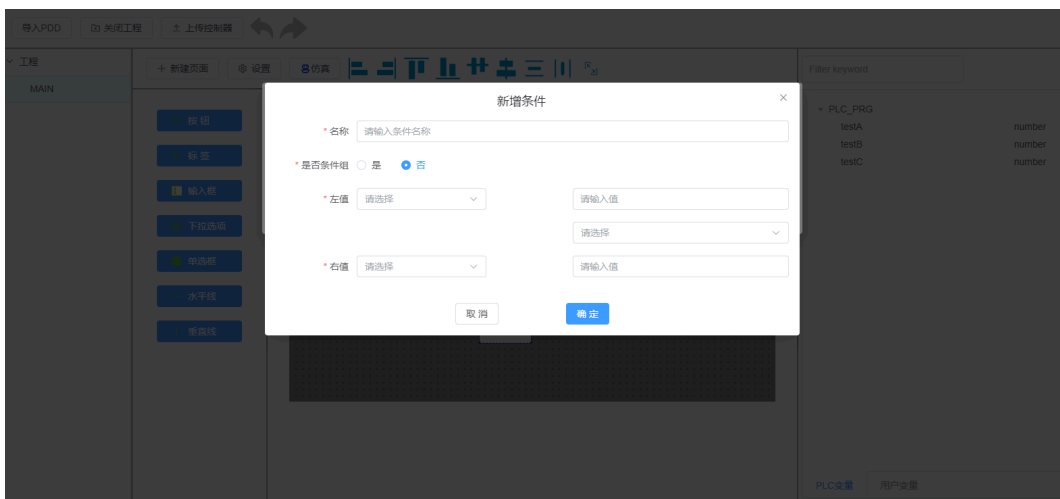 导入PDD 关闭工程 上传控制器
工程
MAIN
+ 新建页面 设置 仿真
Filter keyword
按 钮
标 签
输入框
下拉选项
单选框
水平线
垂直线
新增条件 ×
* 名称 请输入条件名称
* 是否条件组 是 否
* 左值 请选择 请输入值
请选择
* 右值 请选择 请输入值
取 消 确 定
PLC_PRG
testA number
testB number
testC number
PLC变量 用户变量